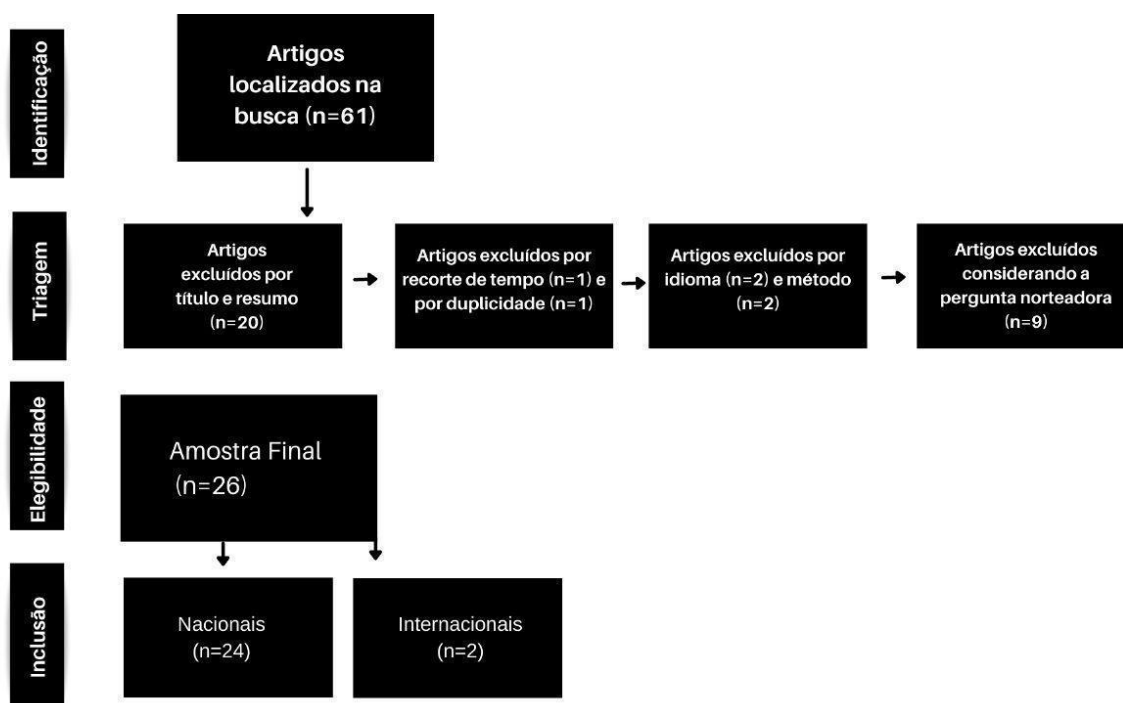 Identificação
Artigos
localizados na
busca (n=61)
Triagem
Artigos
excluídos por
título e resumo
(n=20)
Artigos excluídos por
recorte de tempo (n=1) e
por duplicidade (n=1)
Artigos excluídos por
idioma (n=2) e método
(n=2)
Artigos excluídos
considerando a
pergunta norteadora
(n=9)
Elegibilidade
Amostra Final
(n=26)
Inclusão
Nacionais
(n=24)
Internacionais
(n=2)